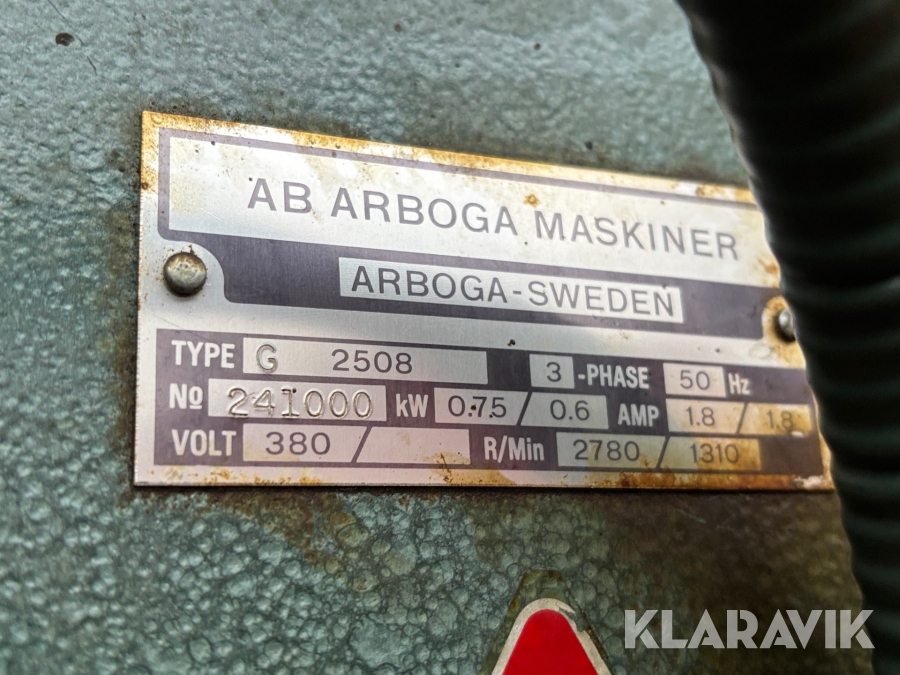 AB ARBOGA MASKINER
ARBOGA-SWEDEN
TYPE G 2508 3 -PHASE 50 Hz
Nº 241000 kW 0.75 / 0.6 AMP 1.8 / 1.8
VOLT 380 / R/Min 2780 / 1310
KLARAVIK